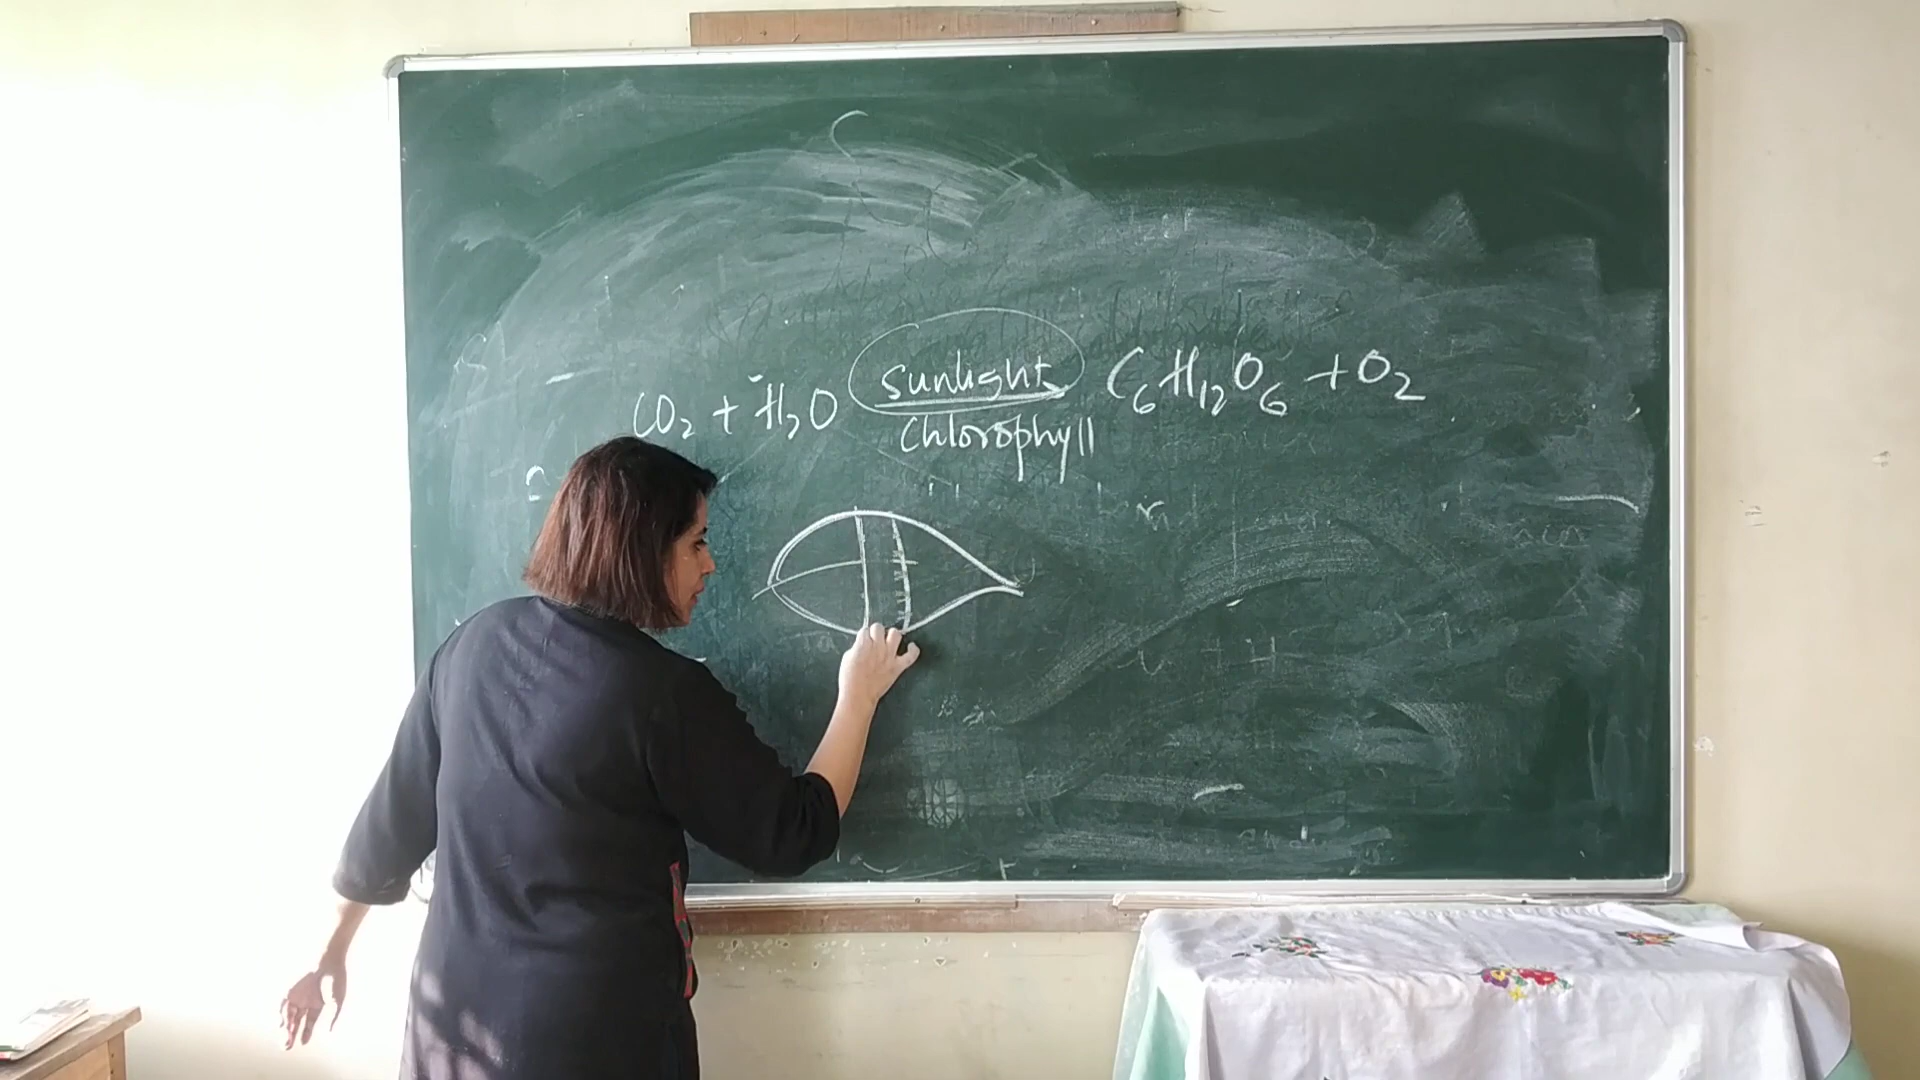 CO₂ + H₂O sunlight C₆H₁₂O₆ + O₂
chlorophyll